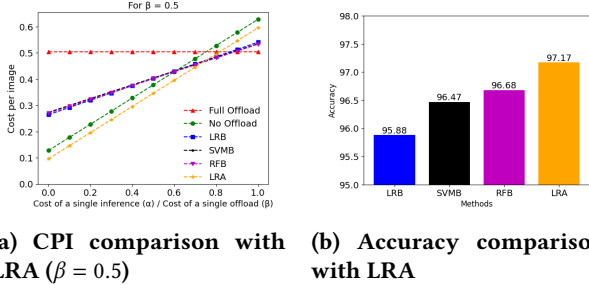 For β = 0.5
Cost per image
0.6
0.5
0.4
0.3
0.2
0.1
0.0
Full Offload
No Offload
LRB
SVMB
RFB
LRA
0.0 0.2 0.4 0.6 0.8 1.0
Cost of a single inference (α) / Cost of a single offload (β)
98.0
97.5
97.0
96.5
96.0
95.5
95.0
Accuracy
95.88
96.47
96.68
97.17
LRB SVMB RFB LRA
Methods
a) CPI comparison with
LRA (β = 0.5)
(b) Accuracy comparison
with LRA